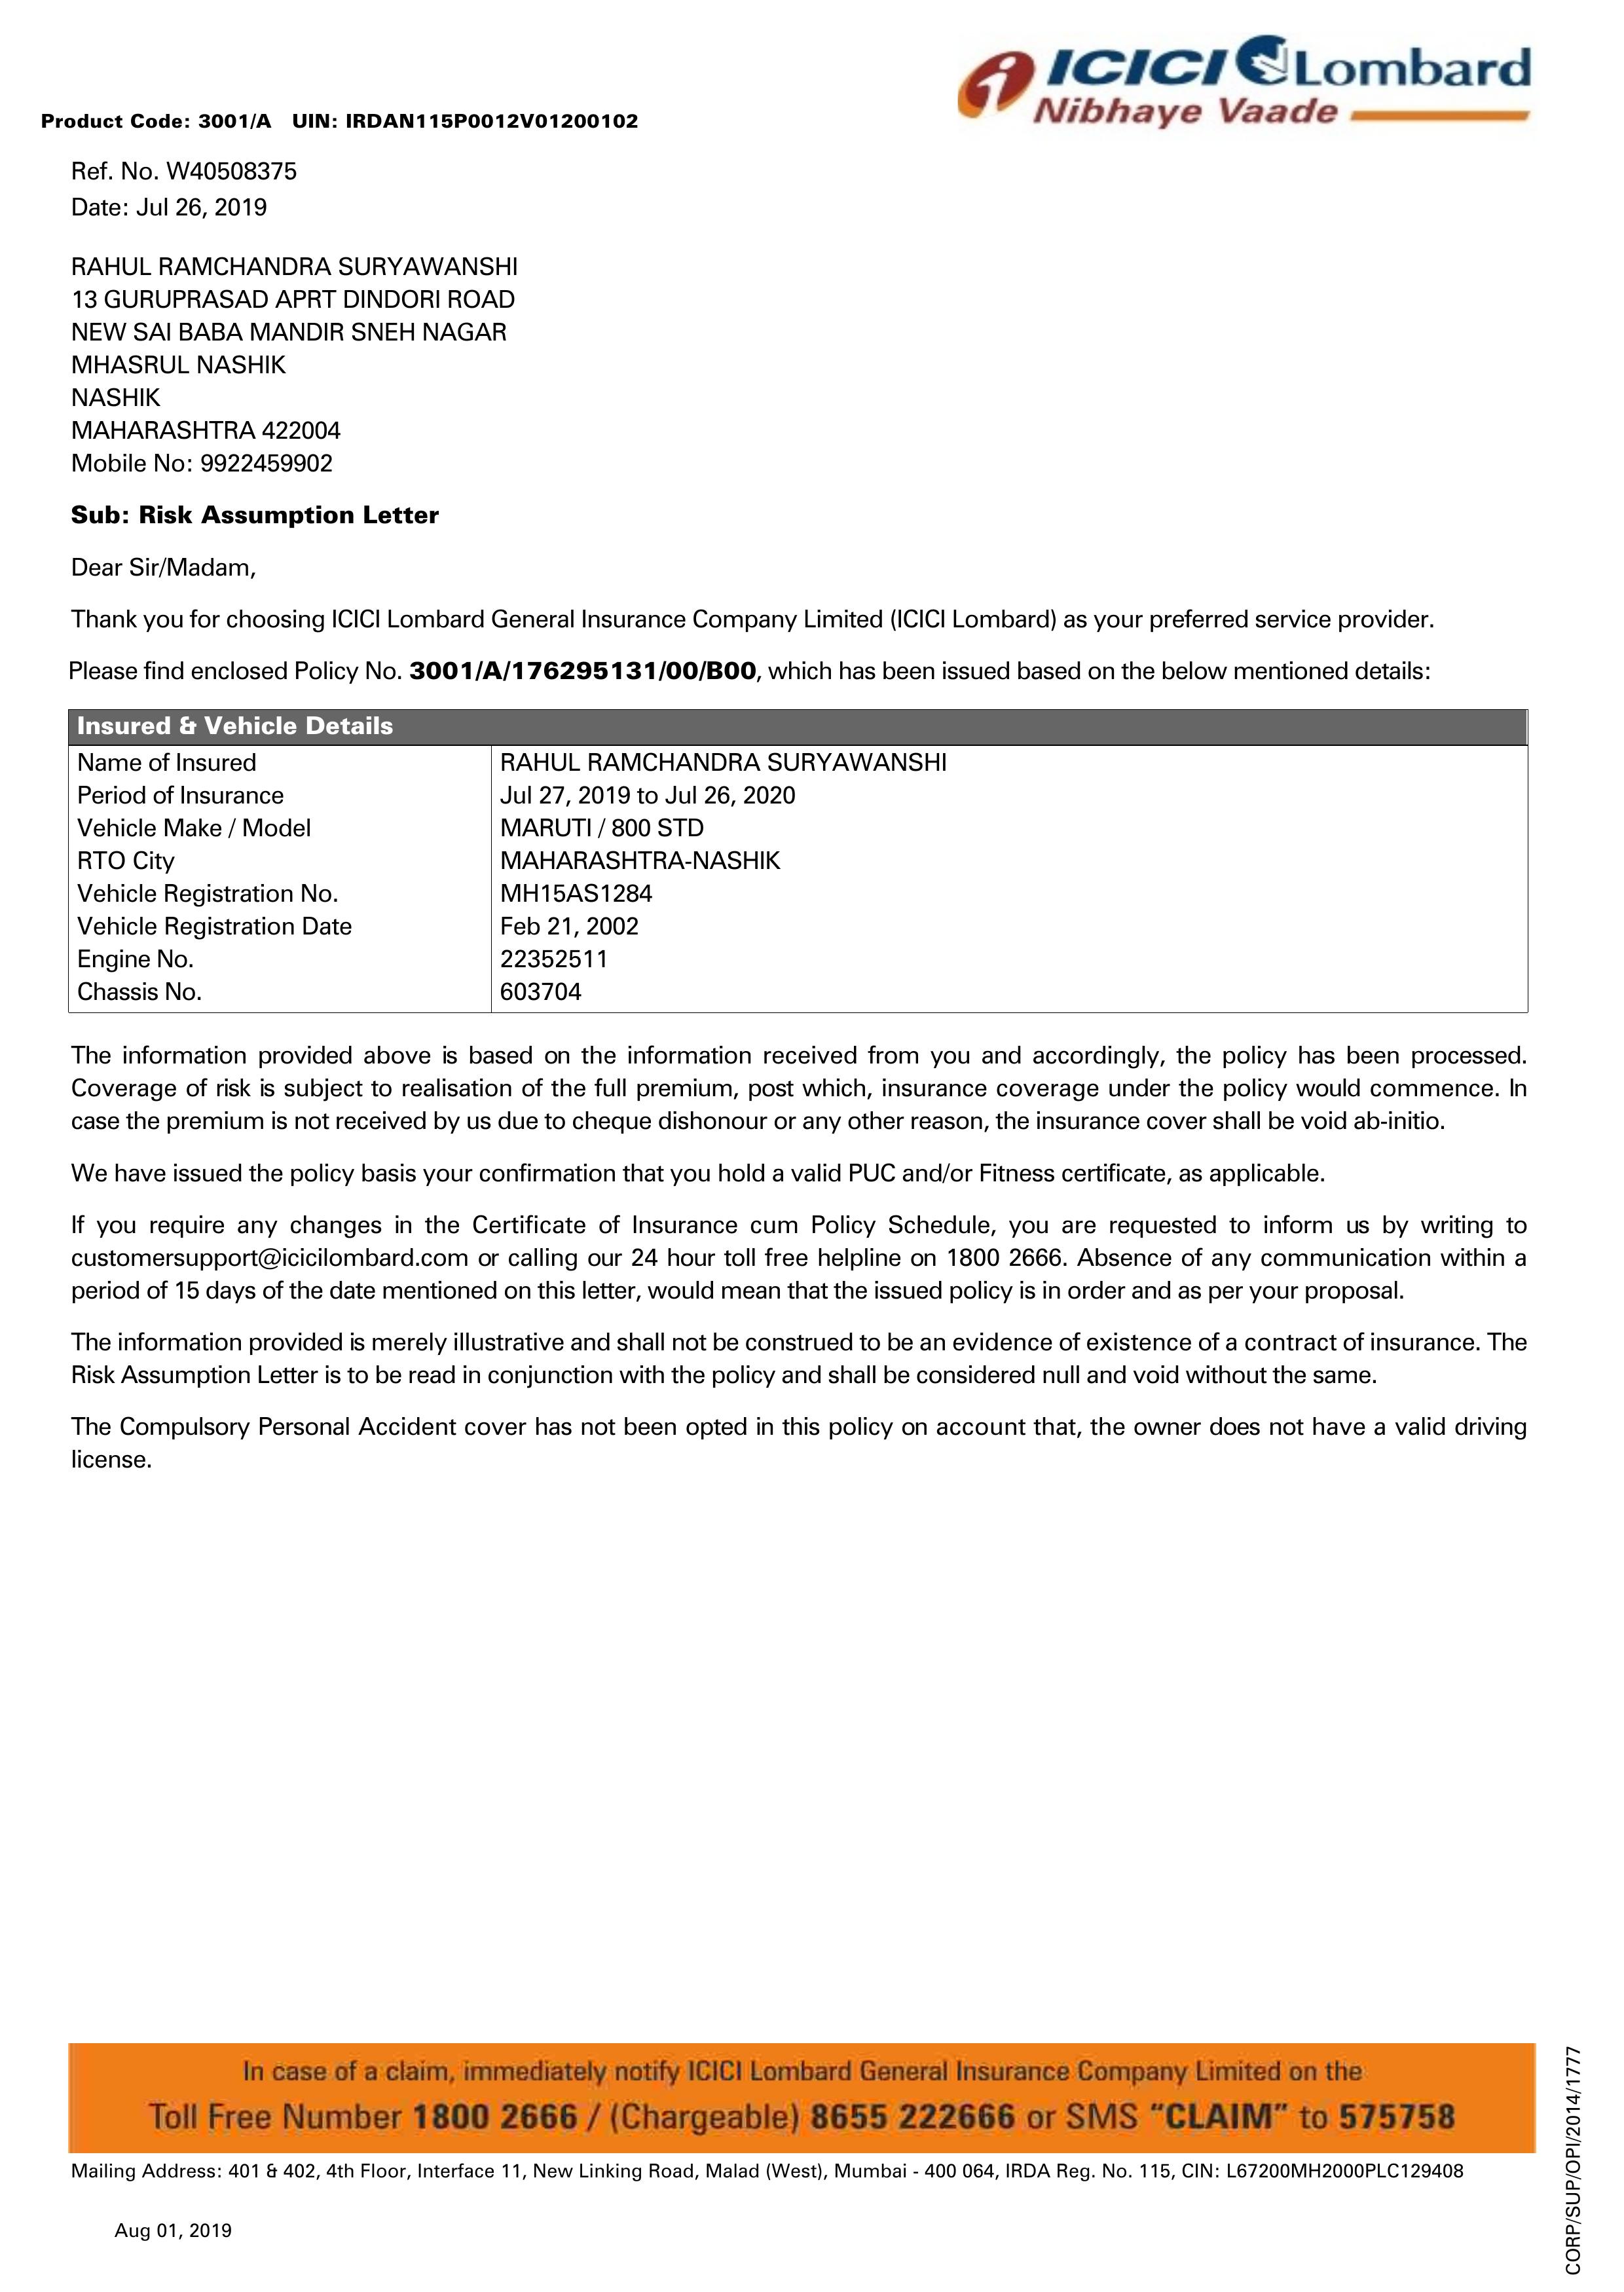 ICICI Lombard
Nibhaye Vaade
Product Code: 3001/A UIN: IRDAN115P0012V01200102
Ref. No. W40508375
Date: Jul 26, 2019
RAHUL RAMCHANDRA SURYAWANSHI
13 GURUPRASAD APRT DINDORI ROAD
NEW SAI BABA MANDIR SNEH NAGAR
MHASRUL NASHIK
NASHIK
MAHARASHTRA 422004
Mobile No: 9922459902
Sub: Risk Assumption Letter
Dear Sir/Madam,
Thank you for choosing ICICI Lombard General Insurance Company Limited (ICICI Lombard) as your preferred service provider.
Please find enclosed Policy No. 3001/A/176295131/00/B00, which has been issued based on the below mentioned details:
Insured & Vehicle Details
Name of Insured RAHUL RAMCHANDRA SURYAWANSHI
Period of Insurance Jul 27, 2019 to Jul 26, 2020
Vehicle Make / Model MARUTI / 800 STD
RTO City MAHARASHTRA-NASHIK
Vehicle Registration No. MH15AS1284
Vehicle Registration Date Feb 21, 2002
Engine No. 22352511
Chassis No. 603704
The information provided above is based on the information received from you and accordingly, the policy has been processed.
Coverage of risk is subject to realisation of the full premium, post which, insurance coverage under the policy would commence. In
case the premium is not received by us due to cheque dishonour or any other reason, the insurance cover shall be void ab-initio.
We have issued the policy basis your confirmation that you hold a valid PUC and/or Fitness certificate, as applicable.
If you require any changes in the Certificate of Insurance cum Policy Schedule, you are requested to inform us by writing to
customersupport@icicilombard.com or calling our 24 hour toll free helpline on 1800 2666. Absence of any communication within a
period of 15 days of the date mentioned on this letter, would mean that the issued policy is in order and as per your proposal.
The information provided is merely illustrative and shall not be construed to be an evidence of existence of a contract of insurance. The
Risk Assumption Letter is to be read in conjunction with the policy and shall be considered null and void without the same.
The Compulsory Personal Accident cover has not been opted in this policy on account that, the owner does not have a valid driving
license.
In case of a claim, immediately notify ICICI Lombard General Insurance Company Limited on the
Toll Free Number 1800 2666 / (Chargeable) 8655 222666 or SMS “CLAIM” to 575758
Mailing Address: 401 & 402, 4th Floor, Interface 11, New Linking Road, Malad (West), Mumbai - 400 064, IRDA Reg. No. 115, CIN: L67200MH2000PLC129408
Aug 01, 2019
CORP/SUP/OPI/2014/1777